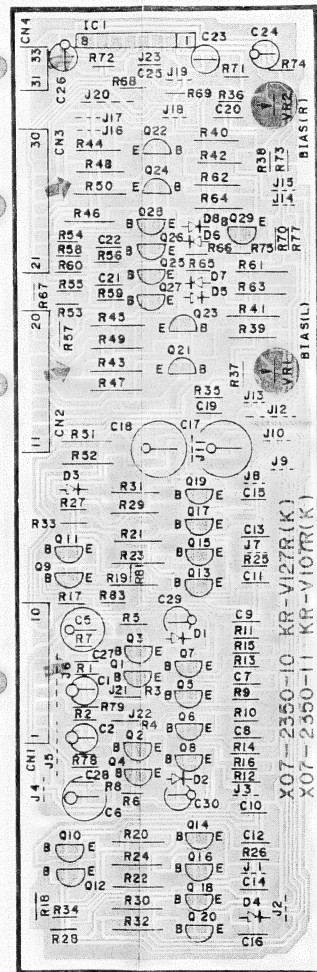 CN4
IC1
8 1
C23
C24
33
31
C26
R72
J23
C25
J19
R71
R74
R68
J20
R69
R36
C20
VR2
BIAS(R)
J17
J16
J18
30
CN3
R44
Q22
E B
R40
R48
R42
R38
R73
R50
Q24
E B
R62
J15
J14
R64
R46
Q28
B E
D8
Q29
B E
R54
C22
Q26
B E
D6
R70
R77
R58
R56
R66
R75
21
R60
Q25
B E
R65
R61
R67
R55
C21
D7
R59
Q27
B E
D5
R63
20
R53
R45
R41
Q23
E B
R57
R49
R39
BIAS(L)
R43
Q21
E B
R47
R37
VR1
R35
C19
J13
CN2
J12
11
R51
C18
C17
J11
J10
R52
J9
D3
R31
Q19
B E
J8
R27
C15
R29
Q17
B E
R33
Q11
B E
R21
C13
Q15
B E
J7
R23
R25
Q9
B E
R19
R81
Q13
B E
C11
R17
R83
C29
10
C5
R7
R5
C9
D1
R11
Q3
B E
R15
C27
Q7
B E
R13
J6
R1
Q1
B E
C7
C1
J21
R3
Q5
B E
R9
R79
R2
J22
R10
C2
R4
Q6
B E
C8
1
Q2
B E
R14
CN1
J5
R78
Q8
B E
R16
C28
Q4
B E
R12
J4
R8
D2
J3
C6
R6
C30
C10
Q14
B E
Q10
B E
R20
C12
R24
Q16
B E
R26
J1
Q12
B E
R22
Q18
B E
C14
R18
R30
D4
J2
R34
R32
Q20
B E
R28
C16
X07-2350-10 KR-V127R(K)
X07-2350-11 KR-V107R(K)